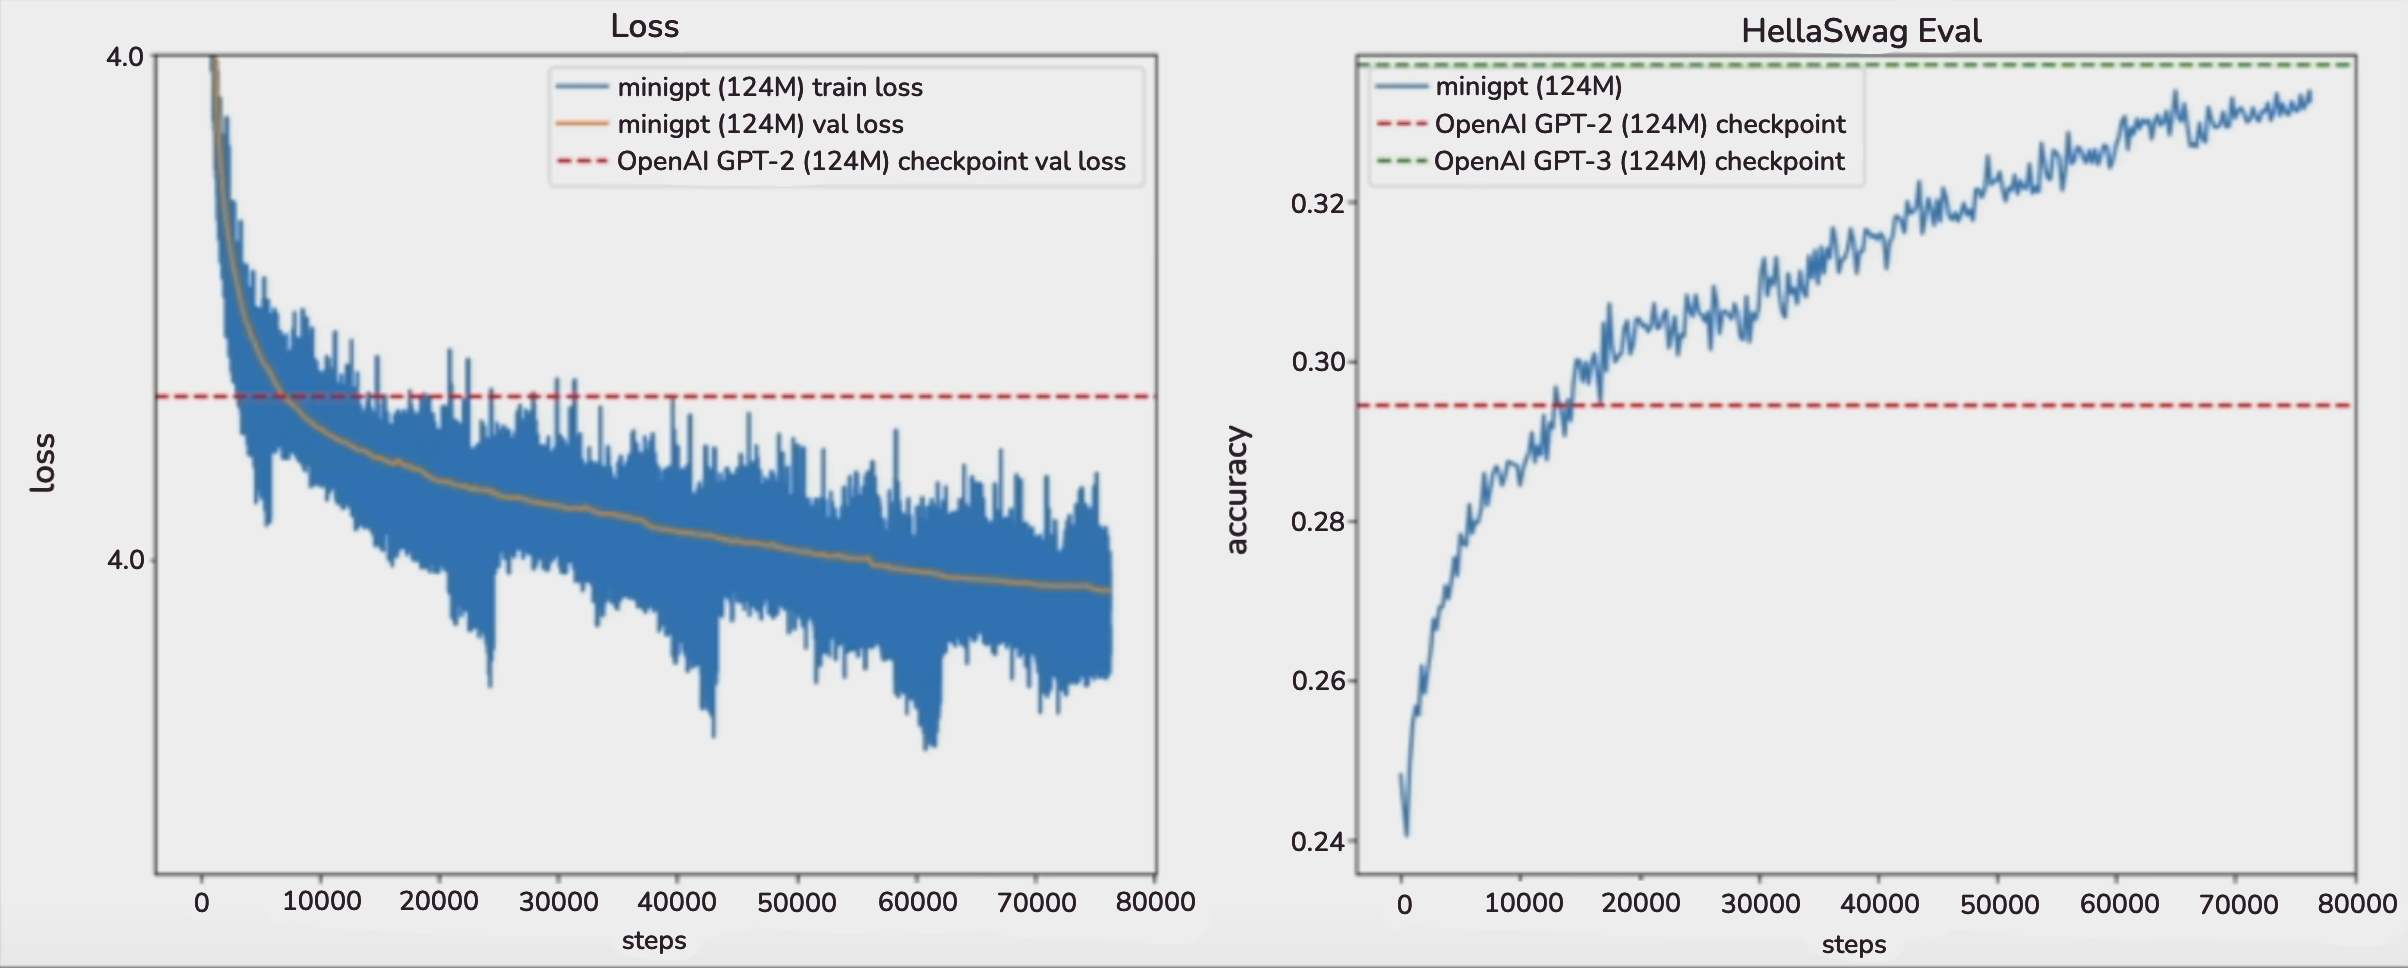 Loss
4.0
minigpt (124M) train loss
minigpt (124M) val loss
OpenAI GPT-2 (124M) checkpoint val loss
loss
4.0
0
10000
20000
30000
40000
50000
60000
70000
80000
steps
HellaSwag Eval
minigpt (124M)
OpenAI GPT-2 (124M) checkpoint
OpenAI GPT-3 (124M) checkpoint
0.32
0.30
accuracy
0.28
0.26
0.24
0
10000
20000
30000
40000
50000
60000
70000
80000
steps